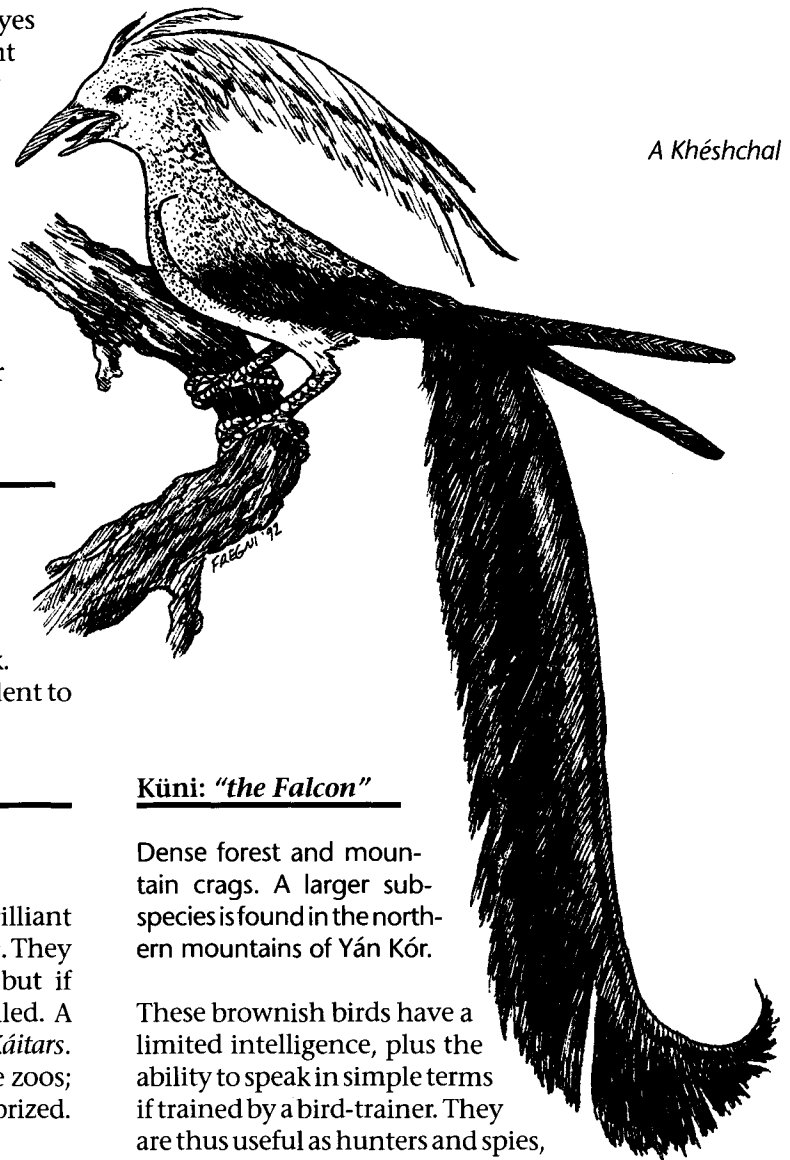 yes
nt
r
k.
lent to
illiant
. They
but if
led. A
Káitars.
e zoos;
prized.
A Khéshchal
FREGNI '92
Küni: "the Falcon"
Dense forest and moun-
tain crags. A larger sub-
species is found in the north-
ern mountains of Yán Kór.
These brownish birds have a
limited intelligence, plus the
ability to speak in simple terms
if trained by a bird-trainer. They
are thus useful as hunters and spies,